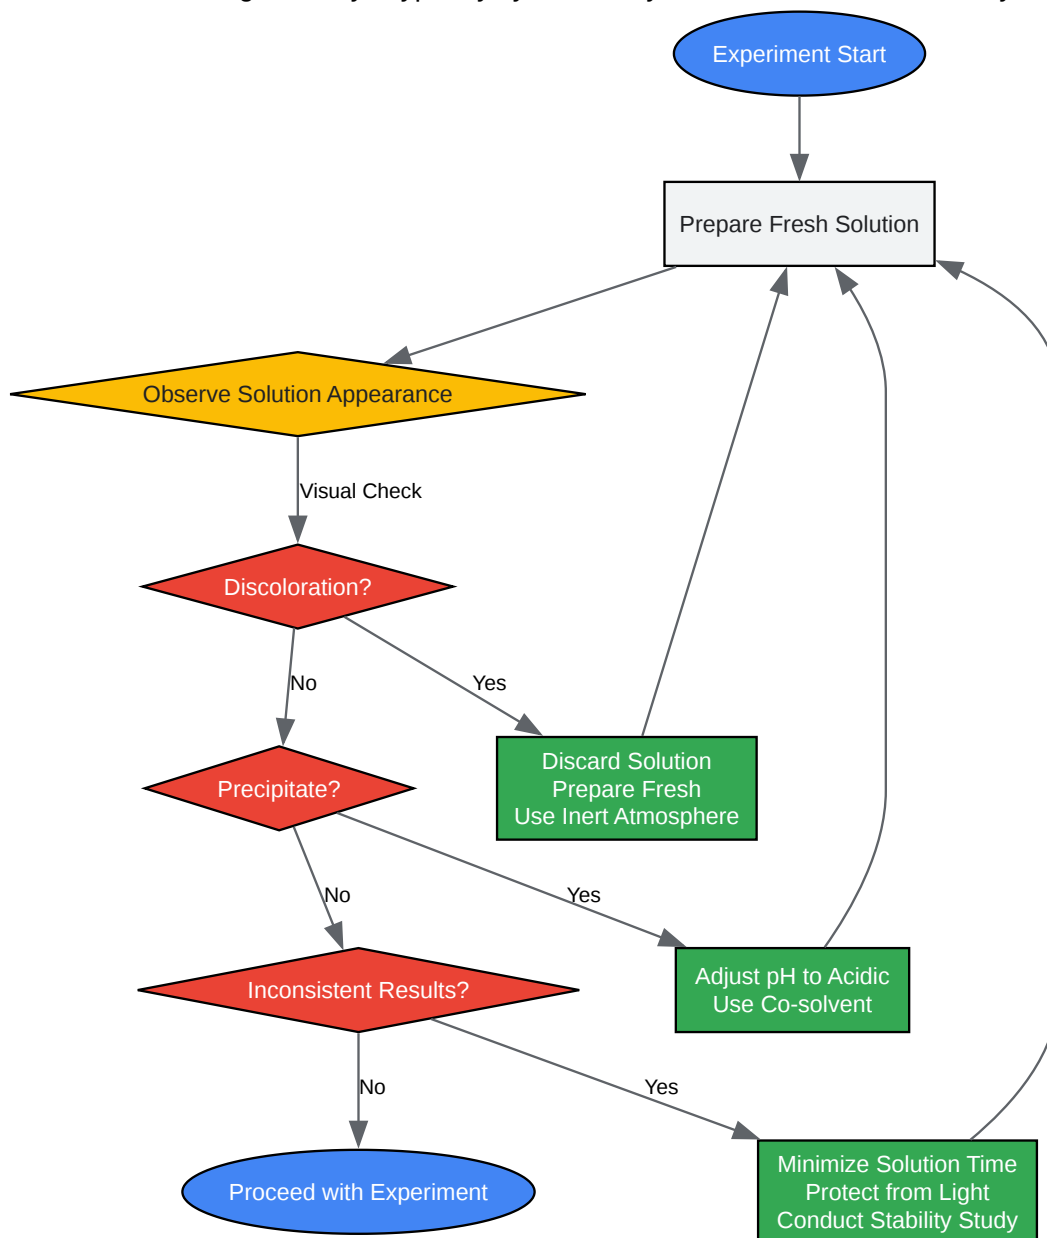 Experiment Start
Prepare Fresh Solution
Observe Solution Appearance
Visual Check
Discoloration?
No
Yes
Discard Solution
Prepare Fresh
Use Inert Atmosphere
Precipitate?
No
Yes
Adjust pH to Acidic
Use Co-solvent
Inconsistent Results?
No
Yes
Proceed with Experiment
Minimize Solution Time
Protect from Light
Conduct Stability Study